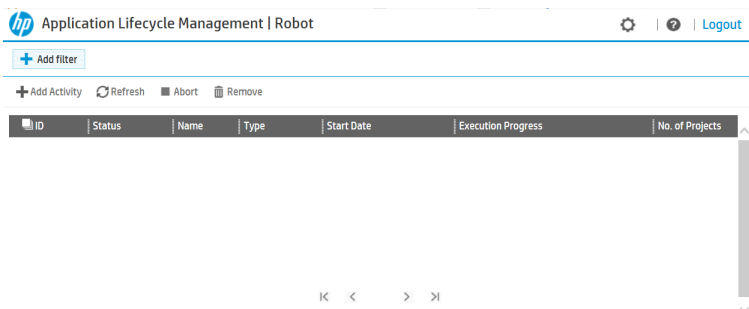 hp Application Lifecycle Management | Robot ? | Logout
Add filter
Add Activity Refresh Abort Remove
ID Status Name Type Start Date Execution Progress No. of Projects